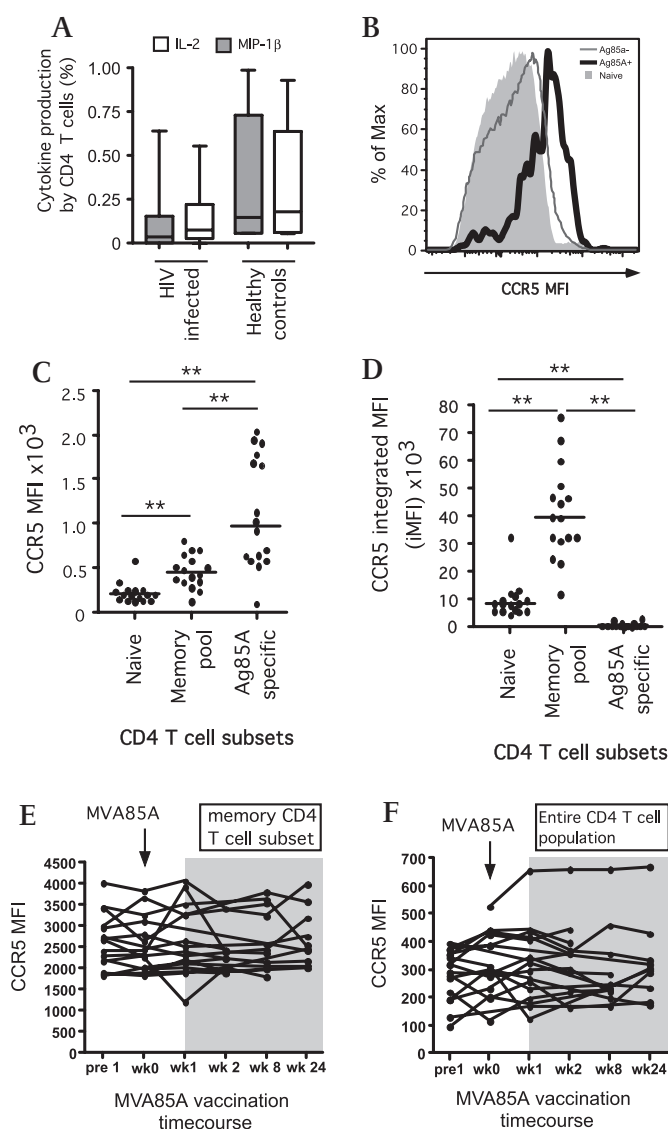 A
IL-2 MIP-1β
Cytokine production
by CD4 T cells (%)
1.00
0.75
0.50
0.25
0
HIV
infected
Healthy
controls
B
% of Max
100
80
60
40
20
0
Ag85a-
Ag85A+
Naive
CCR5 MFI
C
CCR5 MFI x10³
2.5
2.0
1.5
1.0
0.5
0
**
**
**
Naive
Memory
pool
Ag85A
specific
CD4 T cell subsets
D
CCR5 integrated MFI
(iMFI) x10³
80
70
60
50
40
30
20
10
0
**
**
**
Naive
Memory
pool
Ag85A
specific
CD4 T cell subsets
E
MVA85A
memory CD4
T cell subset
CCR5 MFI
4500
4000
3500
3000
2500
2000
1500
1000
500
0
pre 1 wk0 wk1 wk 2 wk 8 wk 24
MVA85A vaccination
timecourse
F
MVA85A
Entire CD4 T cell
population
CCR5 MFI
700
600
500
400
300
200
100
0
pre1 wk0 wk1 wk2 wk8 wk24
MVA85A vaccination
timecourse